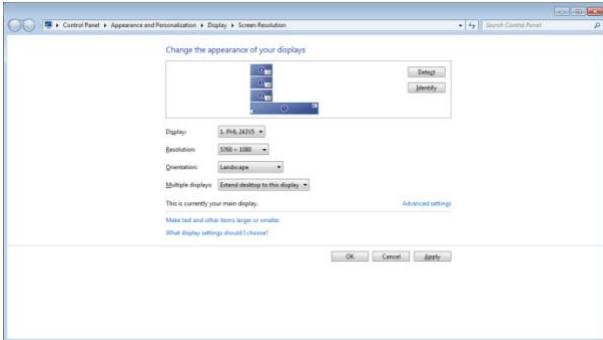 Control Panel ▸ Appearance and Personalization ▸ Display ▸ Screen Resolution
Search Control Panel
Change the appearance of your displays
Detect
Identify
Display: 1. PHL 243V5
Resolution: 5760 × 1080
Orientation: Landscape
Multiple displays: Extend desktop to this display
This is currently your main display.
Advanced settings
Make text and other items larger or smaller
What display settings should I choose?
OK Cancel Apply